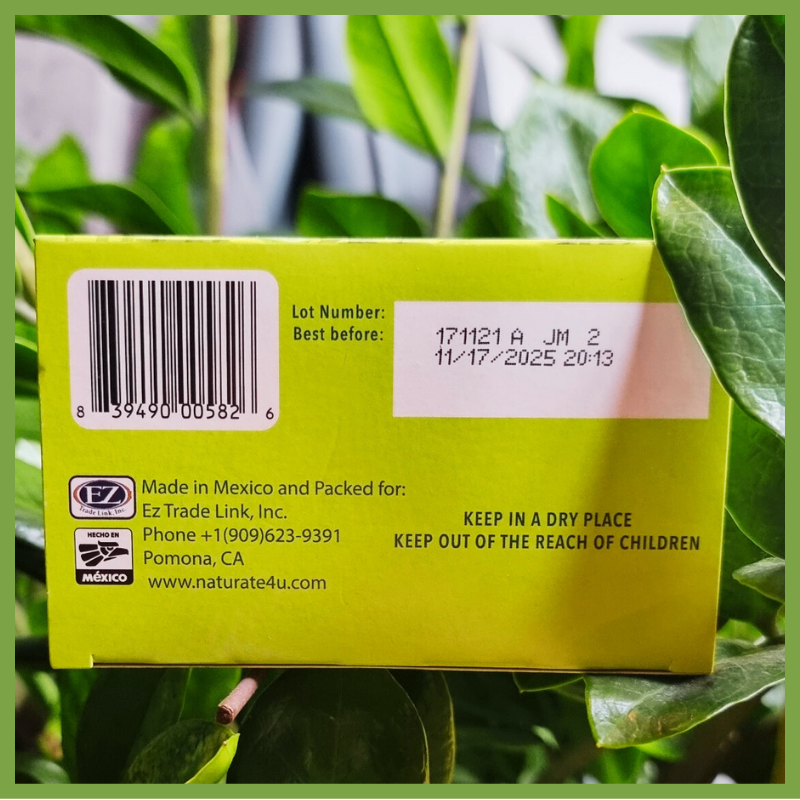 Lot Number:
Best before:
171121 A JM 2
11/17/2025 20:13
8 39490 00582 6
EZ
Trade Link, Inc.
HECHO EN
MÉXICO
Made in Mexico and Packed for:
Ez Trade Link, Inc.
Phone +1(909)623-9391
Pomona, CA
www.naturate4u.com
KEEP IN A DRY PLACE
KEEP OUT OF THE REACH OF CHILDREN